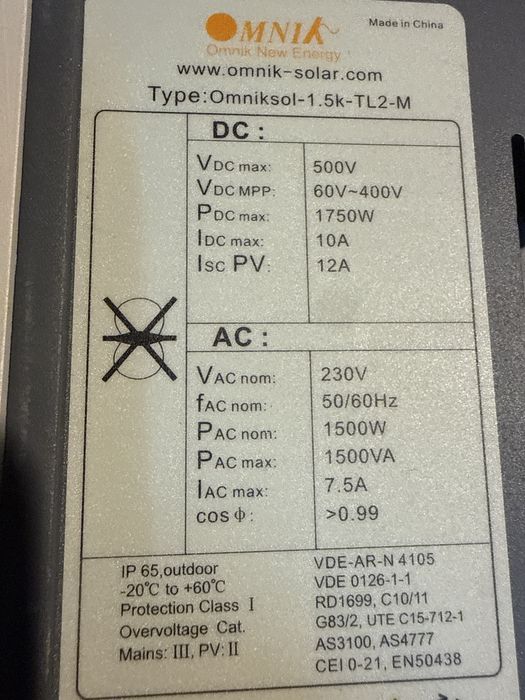 OMNIK
Omnik New Energy
Made in China
www.omnik-solar.com
Type:Omniksol-1.5k-TL2-M
DC :
VDC max: 500V
VDC MPP: 60V~400V
PDC max: 1750W
IDC max: 10A
Isc PV: 12A
AC :
VAC nom: 230V
fAC nom: 50/60Hz
PAC nom: 1500W
PAC max: 1500VA
IAC max: 7.5A
cos Φ: >0.99
IP 65,outdoor
-20℃ to +60℃
Protection Class I
Overvoltage Cat.
Mains: III, PV: II
VDE-AR-N 4105
VDE 0126-1-1
RD1699, C10/11
G83/2, UTE C15-712-1
AS3100, AS4777
CEI 0-21, EN50438